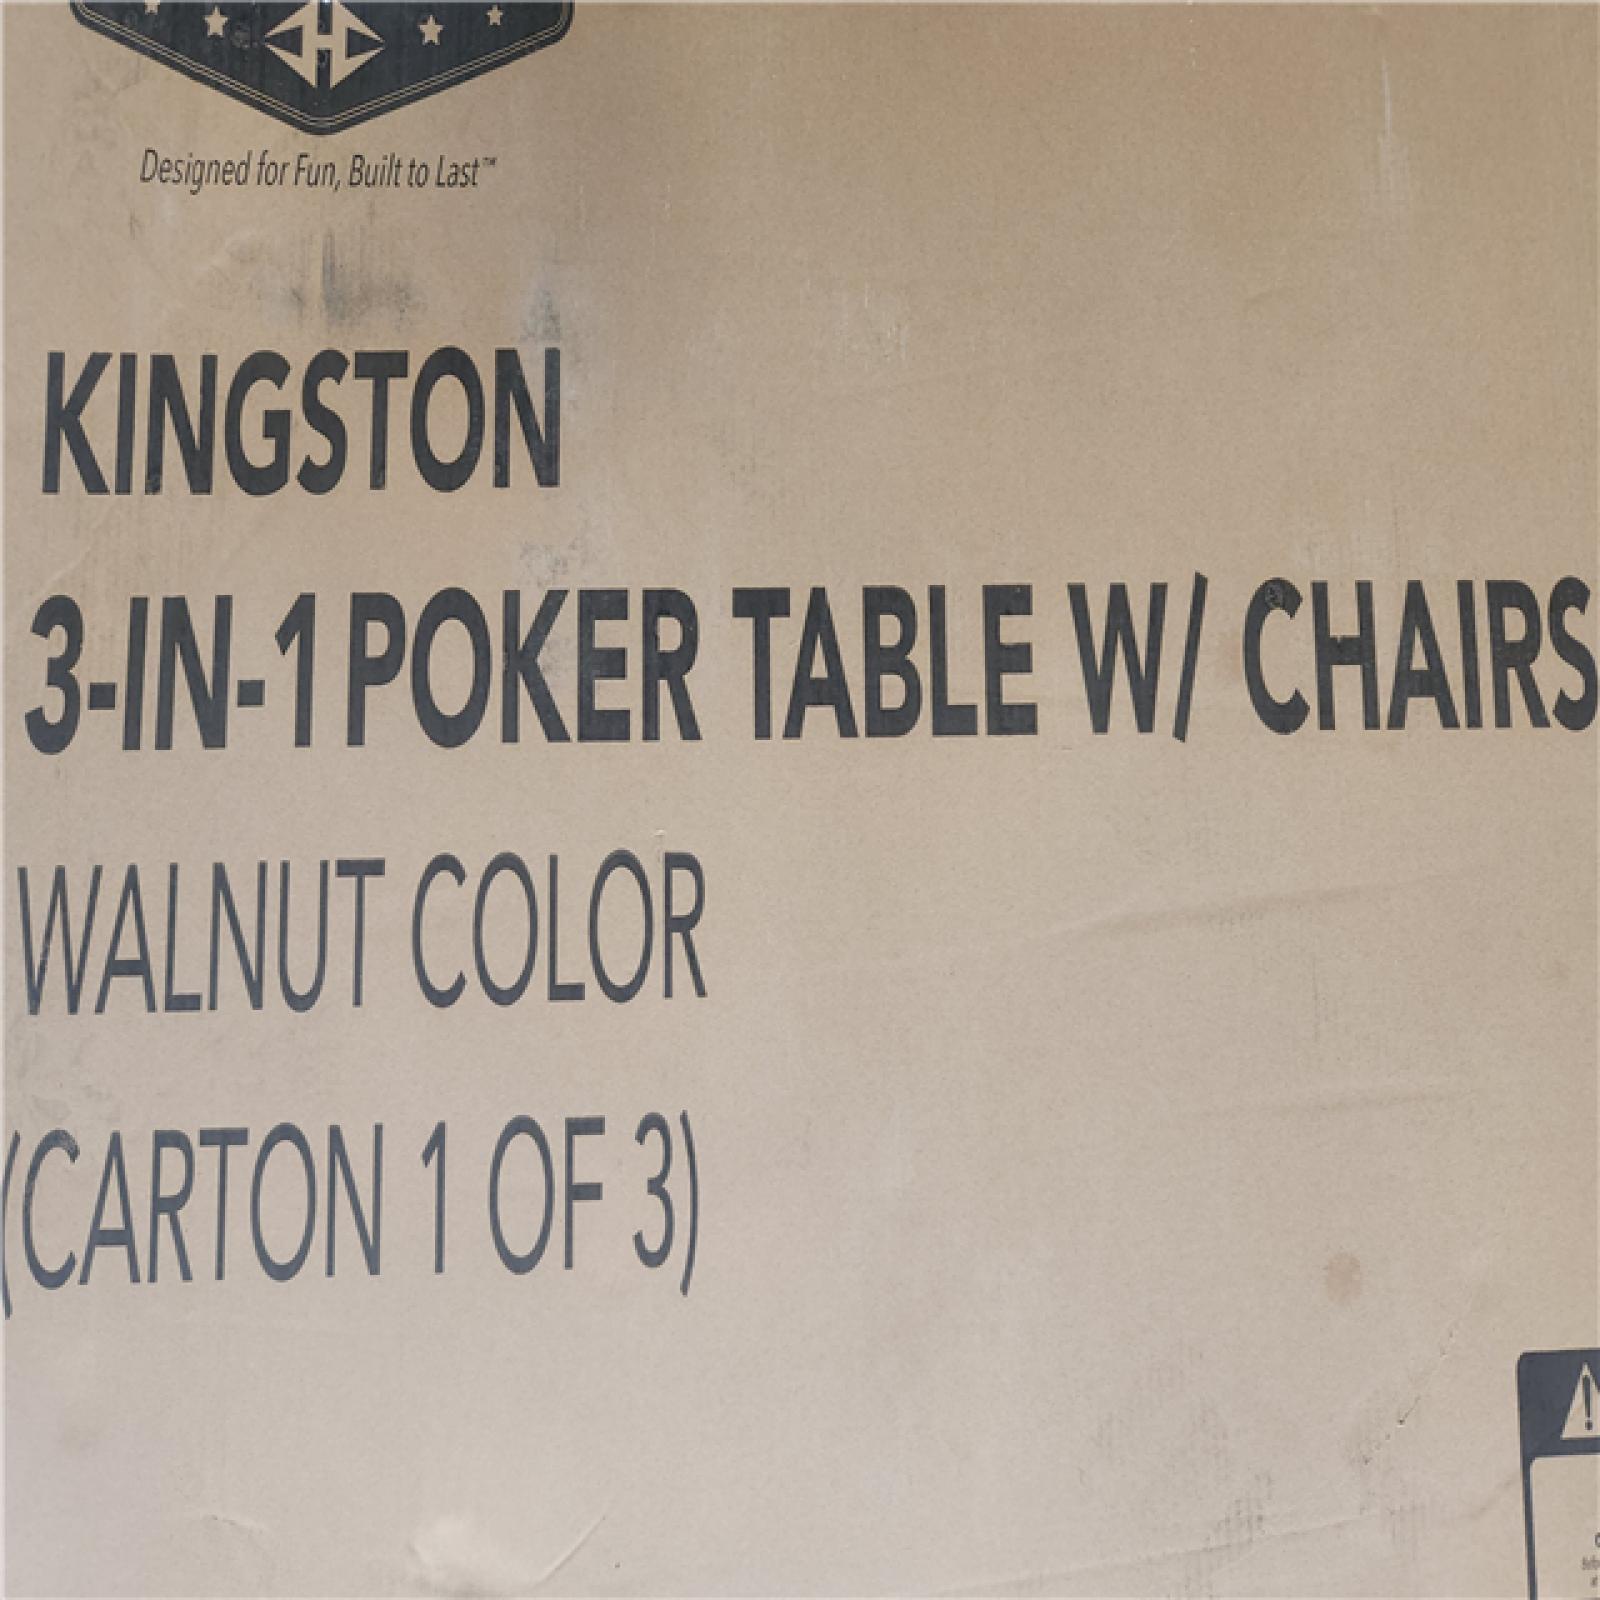 Designed for Fun, Built to Last™
KINGSTON
3-IN-1 POKER TABLE W/ CHAIRS
WALNUT COLOR
(CARTON 1 OF 3)